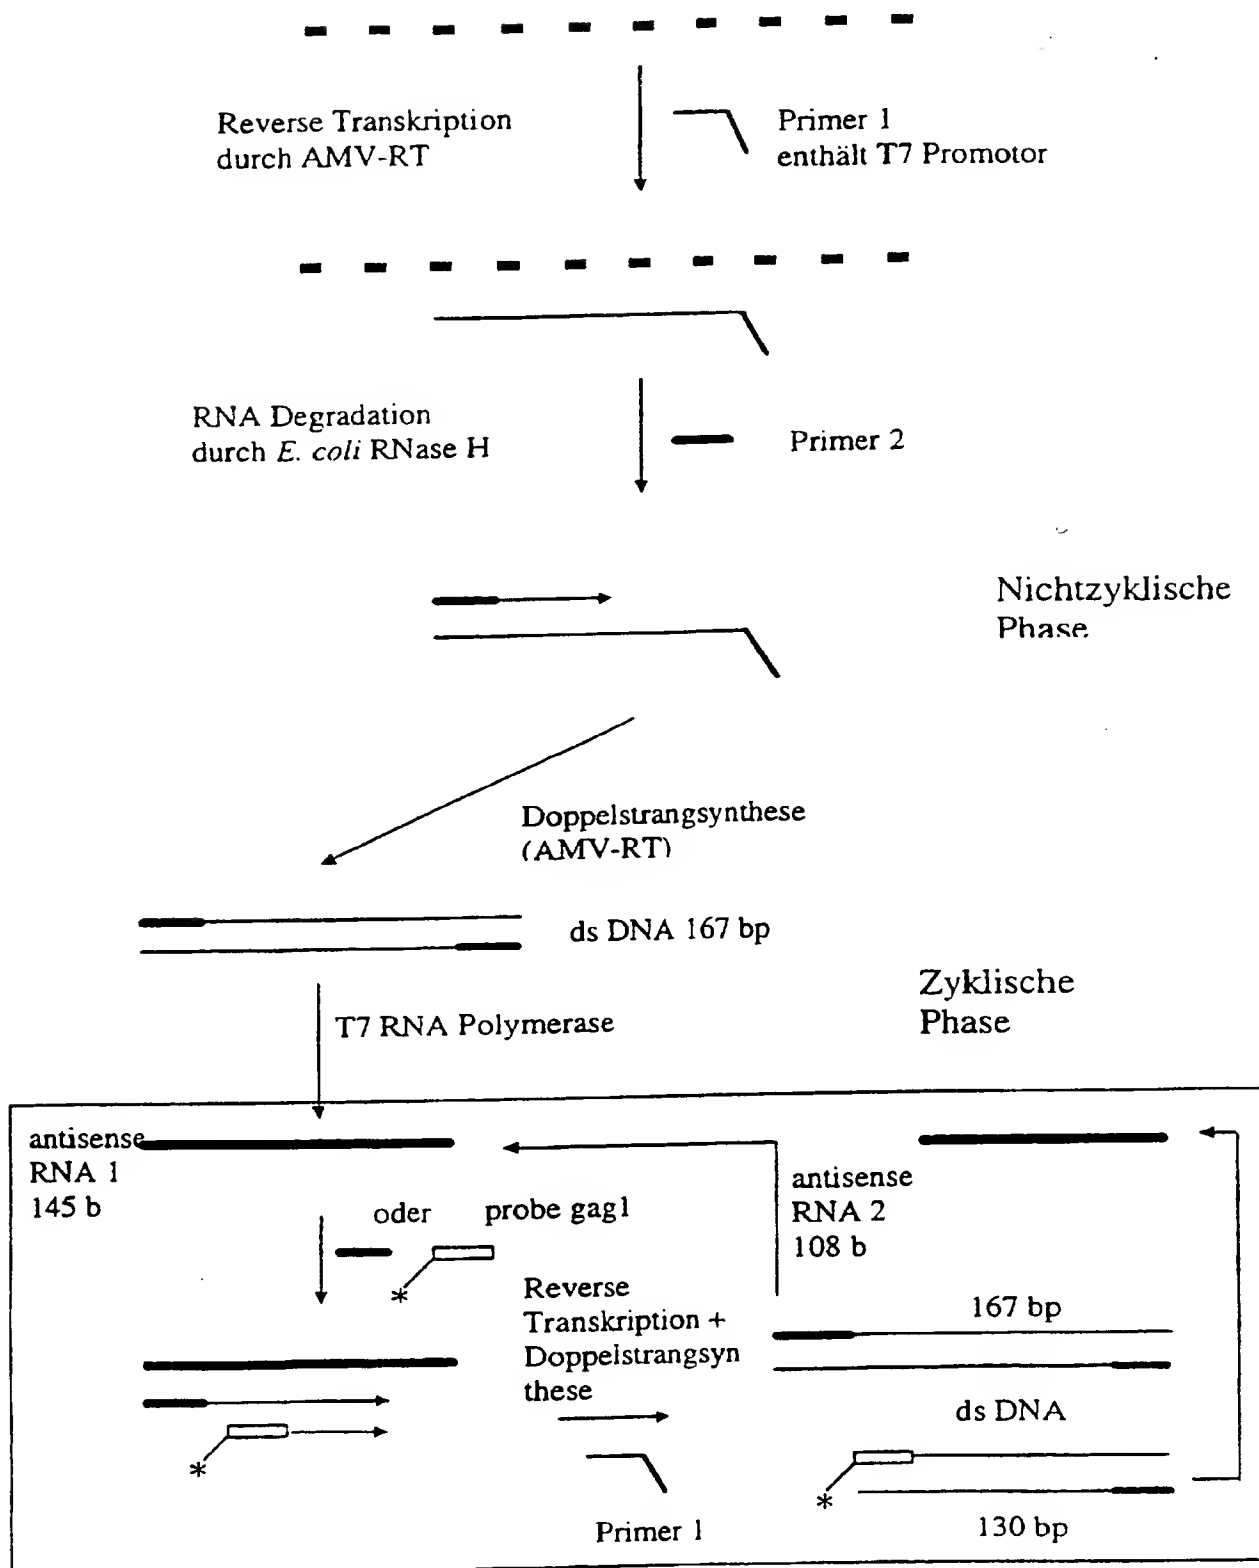 Reverse Transkription
durch AMV-RT
Primer 1
enthält T7 Promotor
RNA Degradation
durch E. coli RNase H
Primer 2
Nichtzyklische
Phase
Doppelstrangsynthese
(AMV-RT)
ds DNA 167 bp
Zyklische
Phase
T7 RNA Polymerase
antisense
RNA 1
145 b
oder
probe gag1
*
antisense
RNA 2
108 b
Reverse
Transkription +
Doppelstrangsyn
these
167 bp
ds DNA
*
*
Primer 1
130 bp